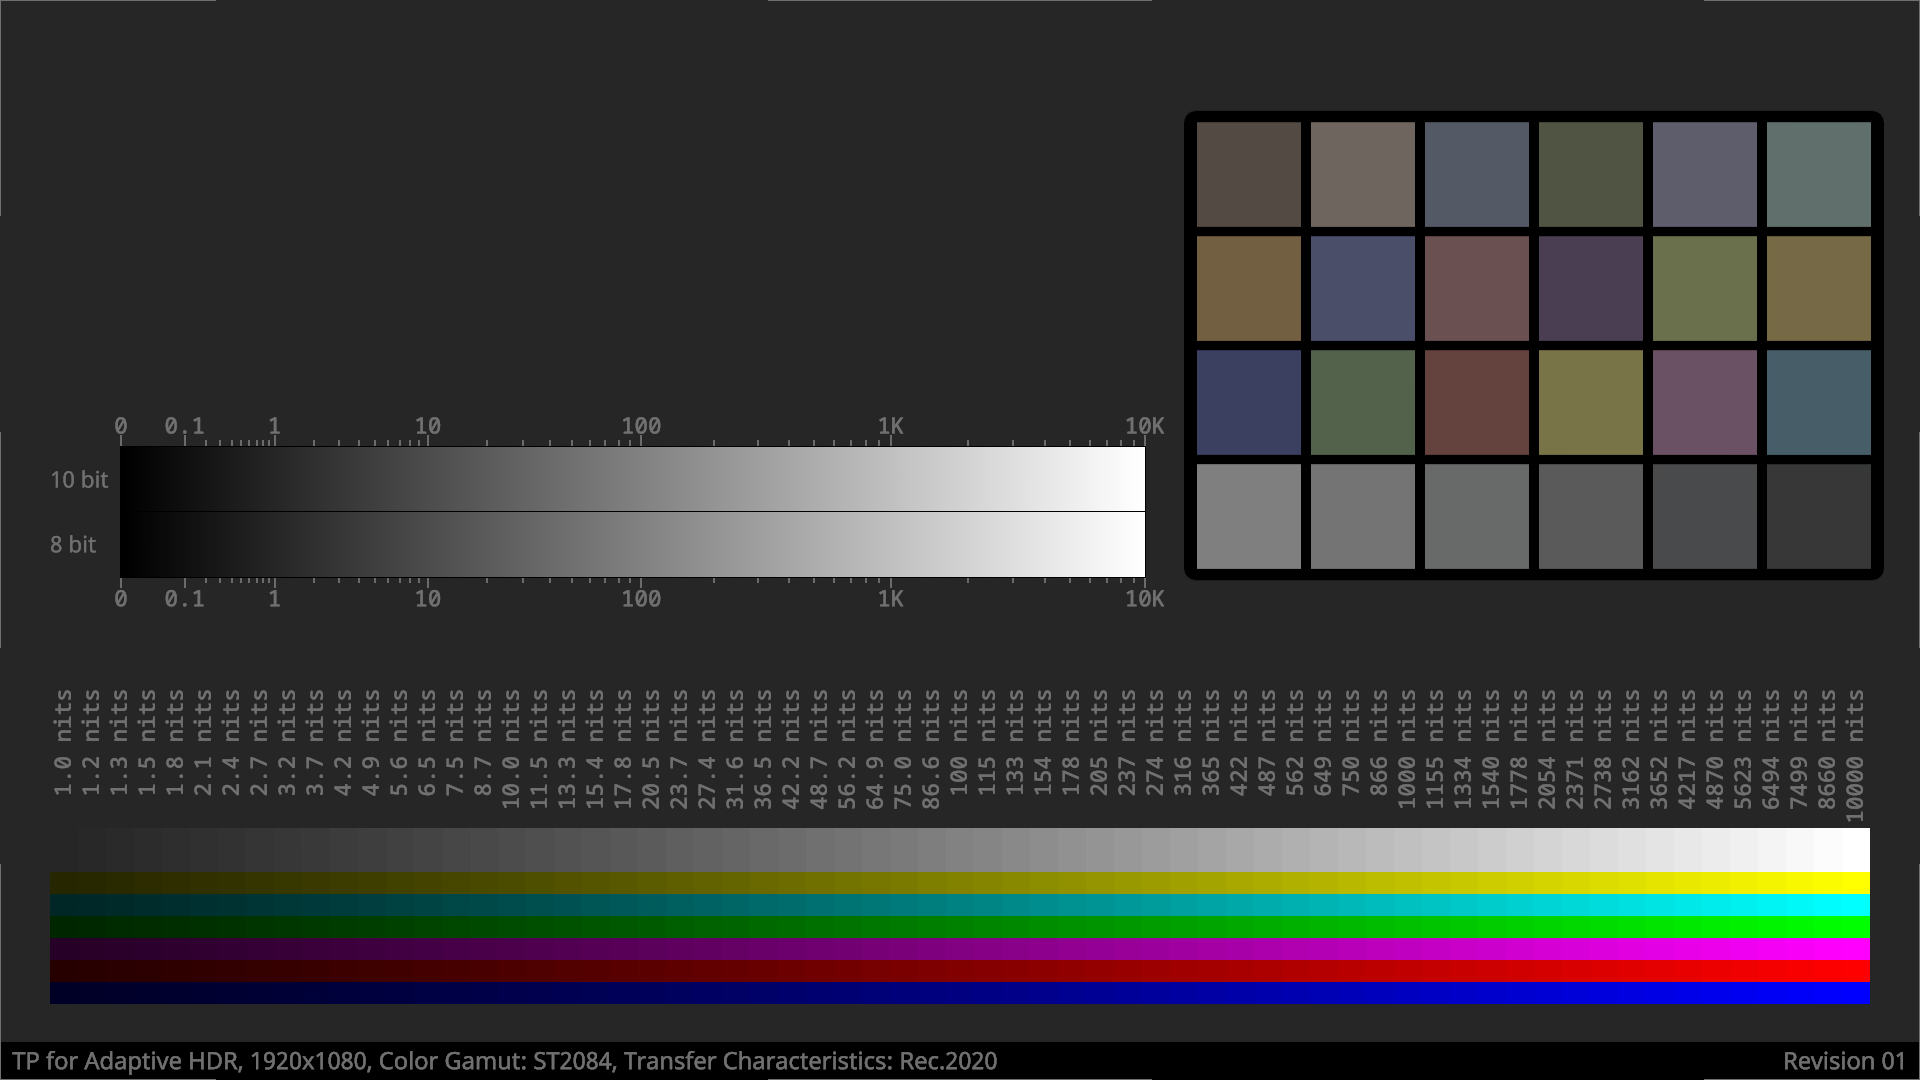 0 0.1 1 10 100 1K 10K
10 bit
8 bit
0 0.1 1 10 100 1K 10K
1.0 nits
1.2 nits
1.3 nits
1.5 nits
1.8 nits
2.1 nits
2.4 nits
2.7 nits
3.2 nits
3.7 nits
4.2 nits
4.9 nits
5.6 nits
6.5 nits
7.5 nits
8.7 nits
10.0 nits
11.5 nits
13.3 nits
15.4 nits
17.8 nits
20.5 nits
23.7 nits
27.4 nits
31.6 nits
36.5 nits
42.2 nits
48.7 nits
56.2 nits
64.9 nits
75.0 nits
86.6 nits
100 nits
115 nits
133 nits
154 nits
178 nits
205 nits
237 nits
274 nits
316 nits
365 nits
422 nits
487 nits
562 nits
649 nits
750 nits
866 nits
1000 nits
1155 nits
1334 nits
1540 nits
1778 nits
2054 nits
2371 nits
2738 nits
3162 nits
3652 nits
4217 nits
4870 nits
5623 nits
6494 nits
7499 nits
8660 nits
10000 nits
TP for Adaptive HDR, 1920x1080, Color Gamut: ST2084, Transfer Characteristics: Rec.2020
Revision 01